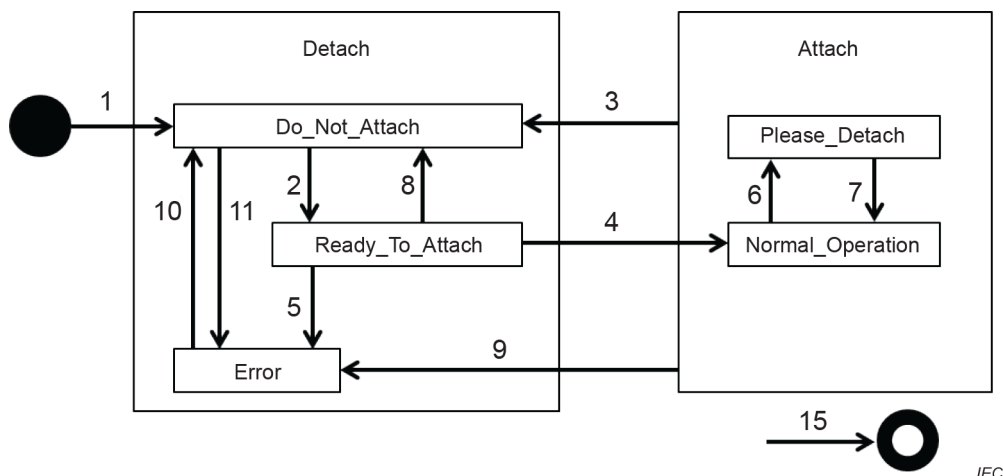 Detach
Attach
1
3
Do_Not_Attach
Please_Detach
10
11
2
8
6
7
4
Ready_To_Attach
Normal_Operation
5
9
Error
15
IEC